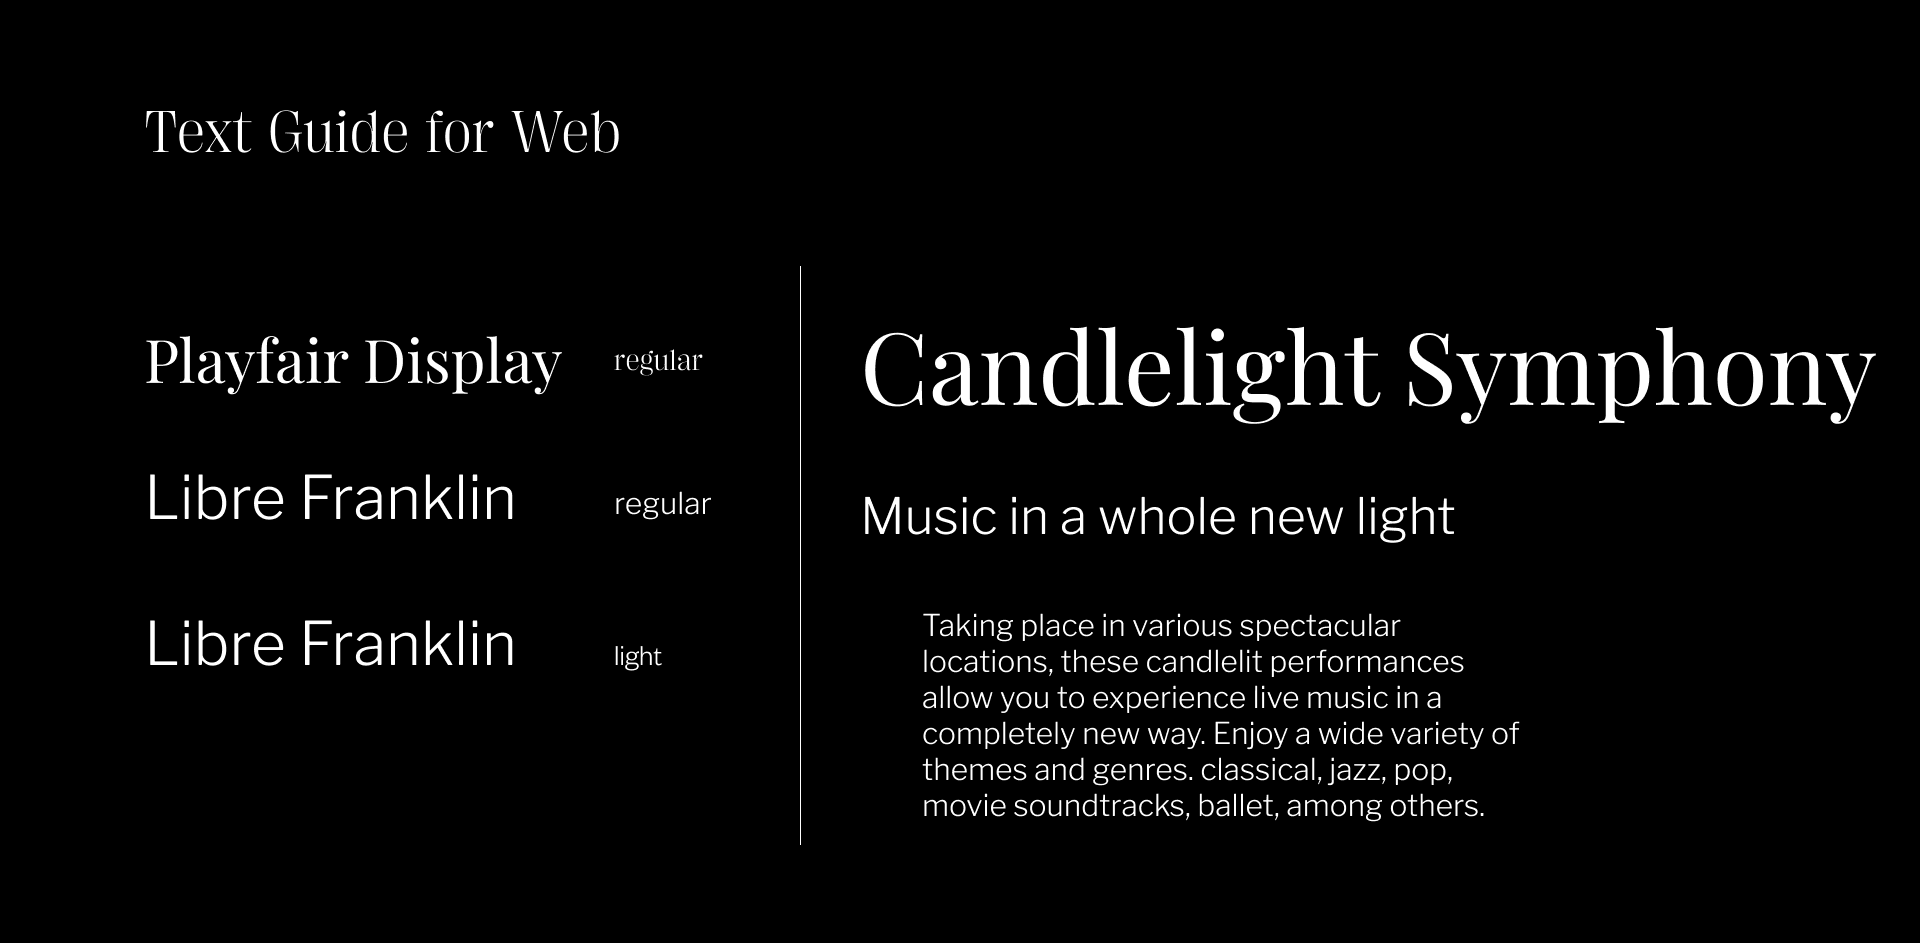 Text Guide for Web
Playfair Display regular
Libre Franklin regular
Libre Franklin light
Candlelight Symphony
Music in a whole new light
Taking place in various spectacular
locations, these candlelit performances
allow you to experience live music in a
completely new way. Enjoy a wide variety of
themes and genres. classical, jazz, pop,
movie soundtracks, ballet, among others.